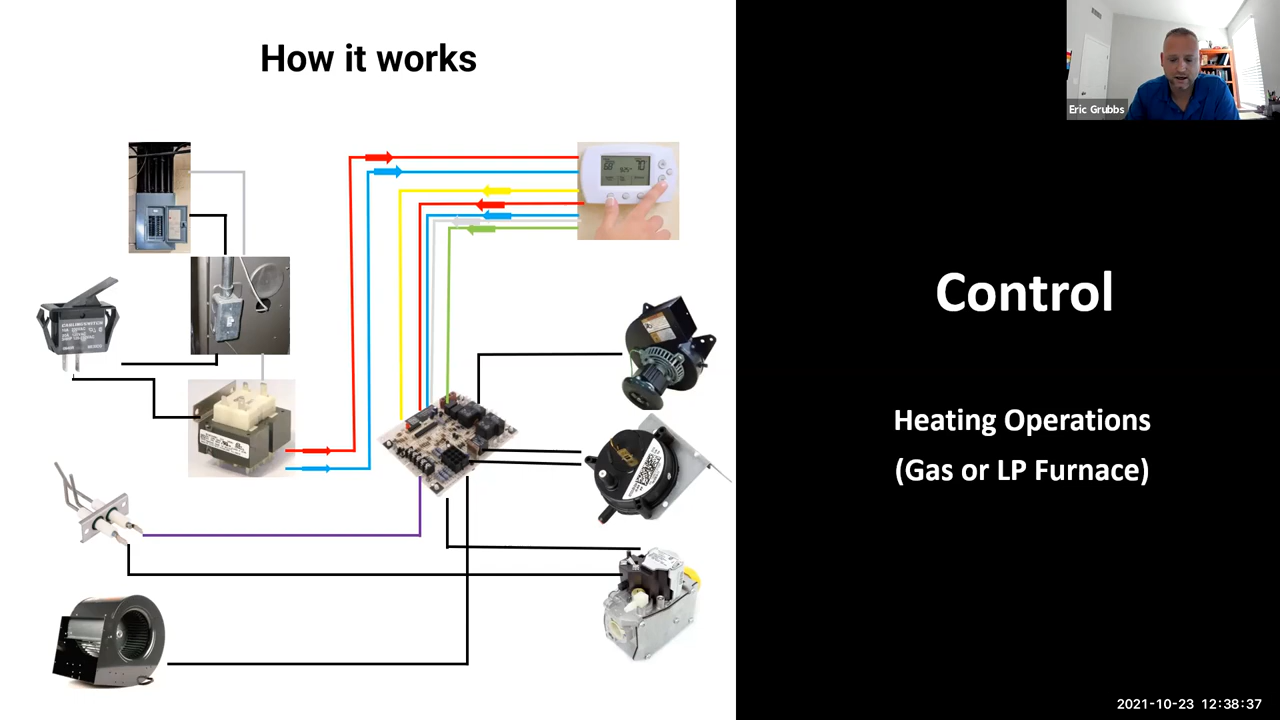 How it works
Eric Grubbs
Control
Heating Operations
(Gas or LP Furnace)
2021-10-23 12:38:37